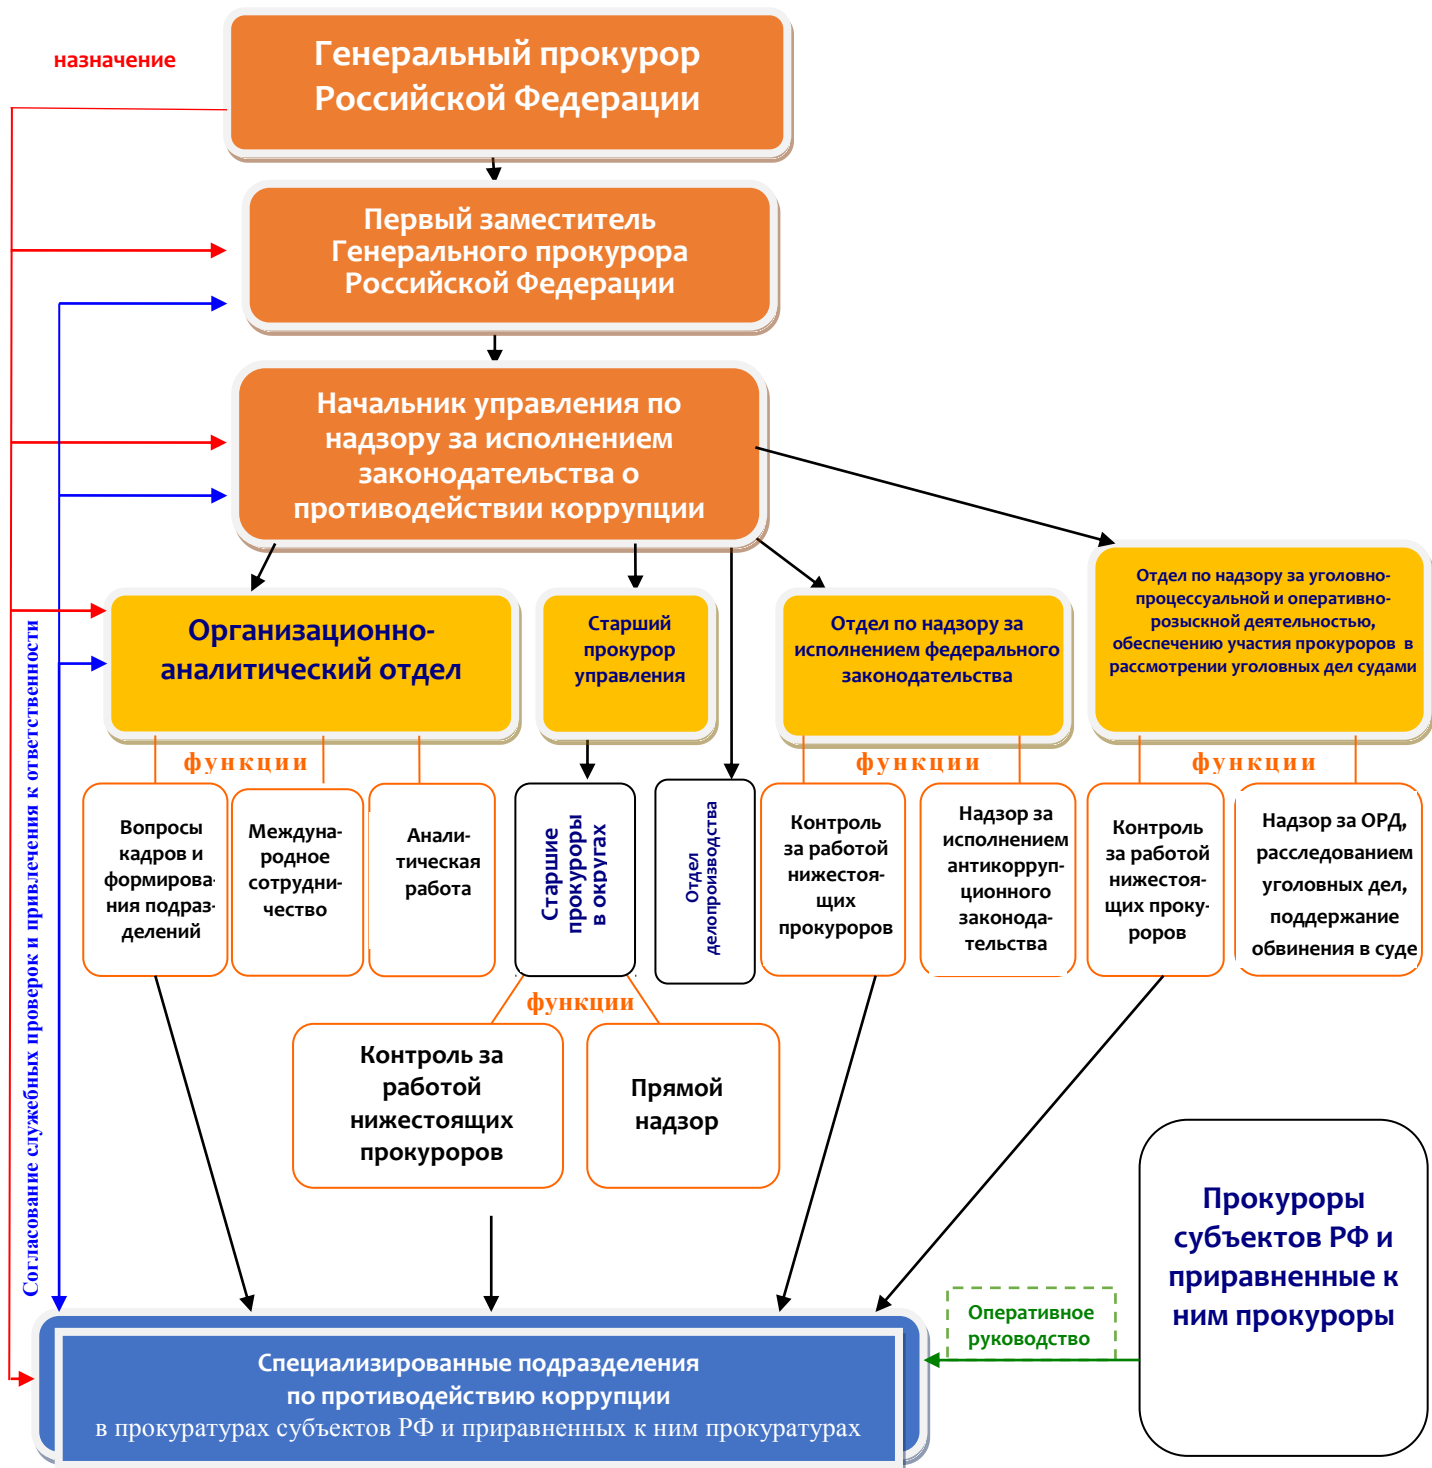 назначение
Генеральный прокурор
Российской Федерации
Первый заместитель
Генерального прокурора
Российской Федерации
Начальник управления по
надзору за исполнением
законодательства о
противодействии коррупции
Согласование служебных проверок и привлечения к ответственности
Организационно-
аналитический отдел
Старший
прокурор
управления
Отдел по надзору за
исполнением федерального
законодательства
Отдел по надзору за уголовно-
процессуальной и оперативно-
розыскной деятельностью,
обеспечению участия прокуроров в
рассмотрении уголовных дел судами
функции
функции
функции
Вопросы
кадров и
формирова-
ния подраз-
делений
Междуна-
родное
сотрудни-
чество
Анали-
тическая
работа
Старшие
прокуроры
в округах
Отдел
делопроизводства
Контроль
за работой
нижестоя-
щих
прокуроров
Надзор за
исполнением
антикорруп-
ционного
законода-
тельства
Контроль
за работой
нижестоя-
щих проку-
роров
Надзор за ОРД,
расследованием
уголовных дел,
поддержание
обвинения в суде
функции
Контроль за
работой
нижестоящих
прокуроров
Прямой
надзор
Прокуроры
субъектов РФ и
приравненные к
ним прокуроры
Оперативное
руководство
Специализированные подразделения
по противодействию коррупции
в прокуратурах субъектов РФ и приравненных к ним прокуратурах